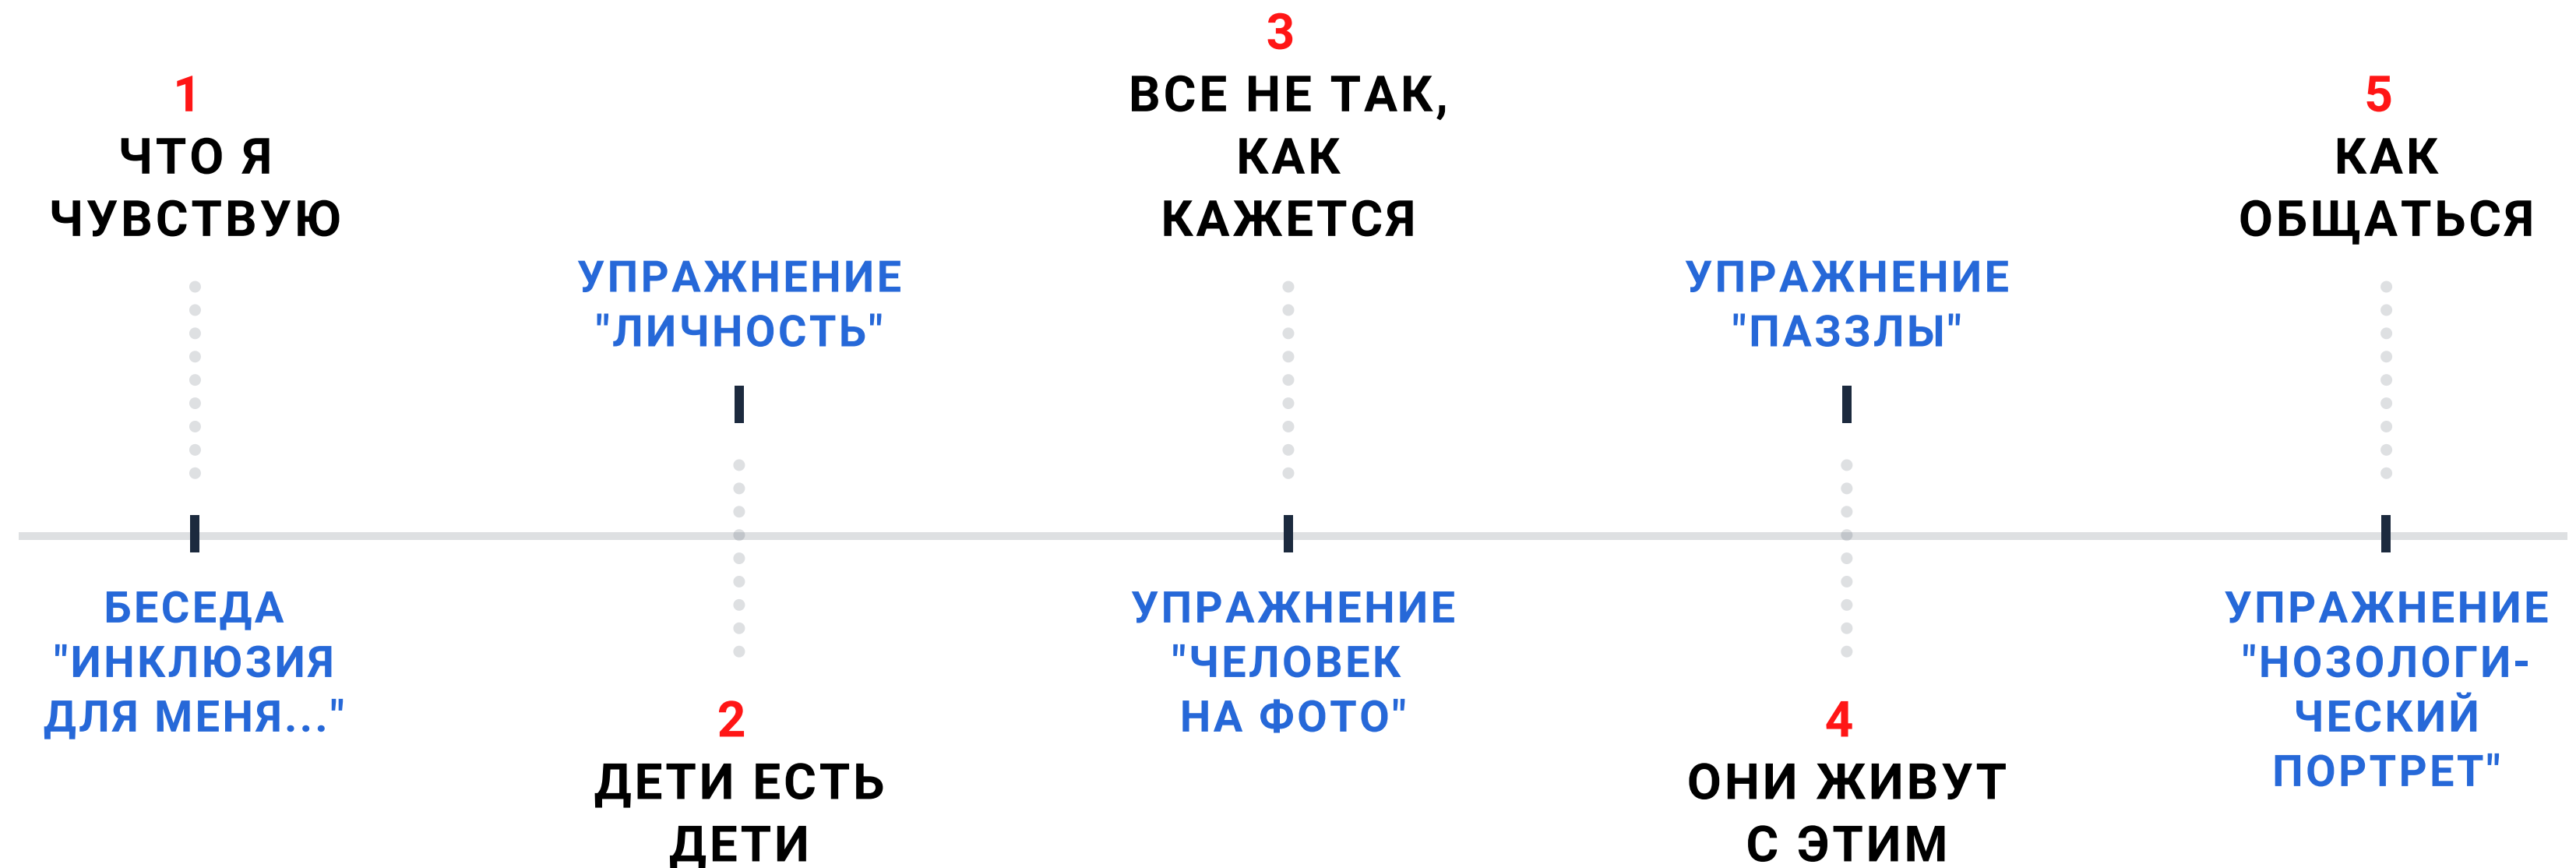 1
ЧТО Я
ЧУВСТВУЮ
БЕСЕДА
"ИНКЛЮЗИЯ
ДЛЯ МЕНЯ..."
УПРАЖНЕНИЕ
"ЛИЧНОСТЬ"
2
ДЕТИ ЕСТЬ
ДЕТИ
3
ВСЕ НЕ ТАК,
КАК
КАЖЕТСЯ
УПРАЖНЕНИЕ
"ЧЕЛОВЕК
НА ФОТО"
УПРАЖНЕНИЕ
"ПАЗЗЛЫ"
4
ОНИ ЖИВУТ
С ЭТИМ
5
КАК
ОБЩАТЬСЯ
УПРАЖНЕНИЕ
"НОЗОЛОГИ-
ЧЕСКИЙ
ПОРТРЕТ"